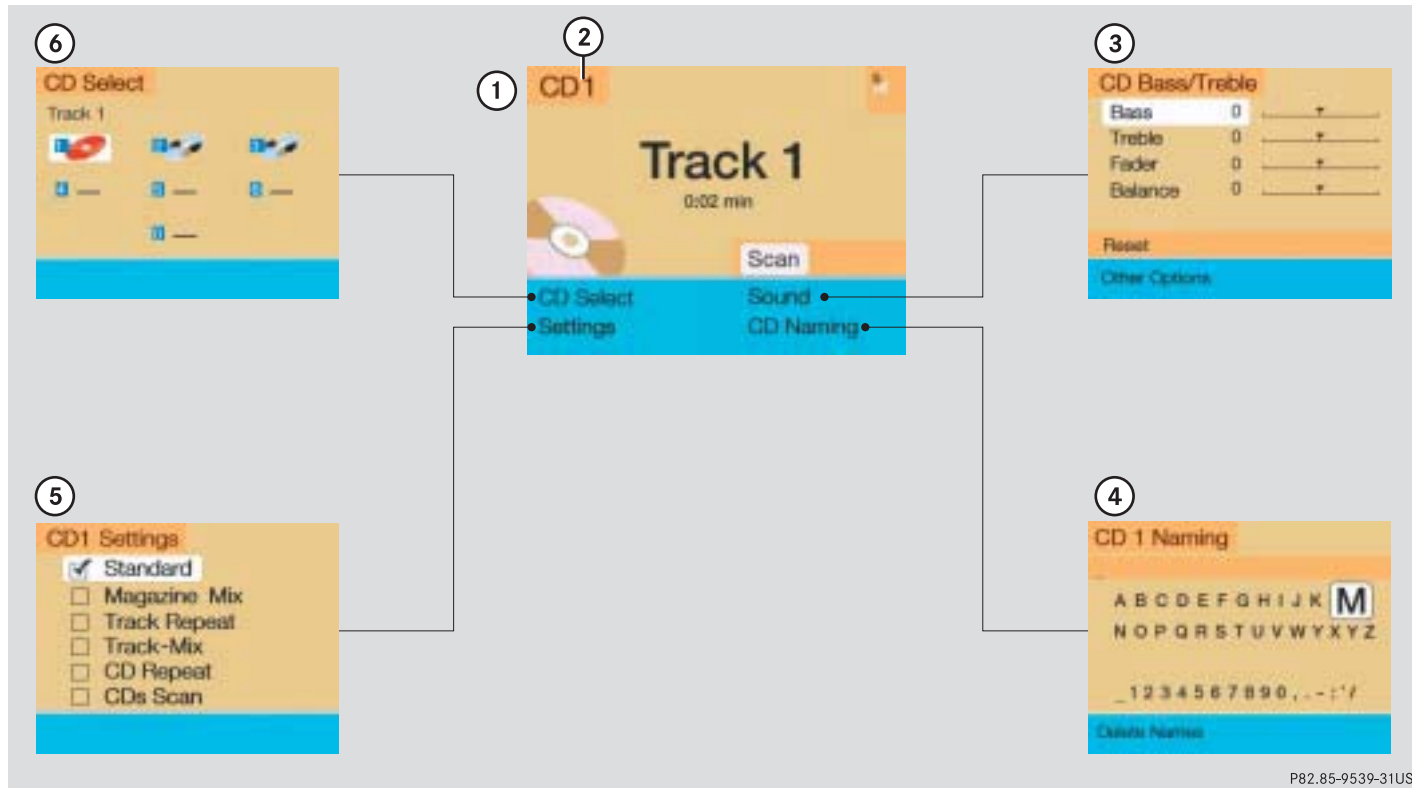 6
CD Select
Track 1
1
2
CD1
Track 1
0:02 min
Scan
CD Select
Sound
Settings
CD Naming
3
CD Bass/Treble
Bass 0
Treble 0
Fader 0
Balance 0
Reset
Other Options
5
CD1 Settings
Standard
Magazine Mix
Track Repeat
Track-Mix
CD Repeat
CDs Scan
4
CD 1 Naming
A B C D E F G H I J K M
N O P Q R S T U V W Y X Y Z
_ 1 2 3 4 5 6 7 8 9 0 , . - : ' /
Delete Names
P82.85-9539-31US